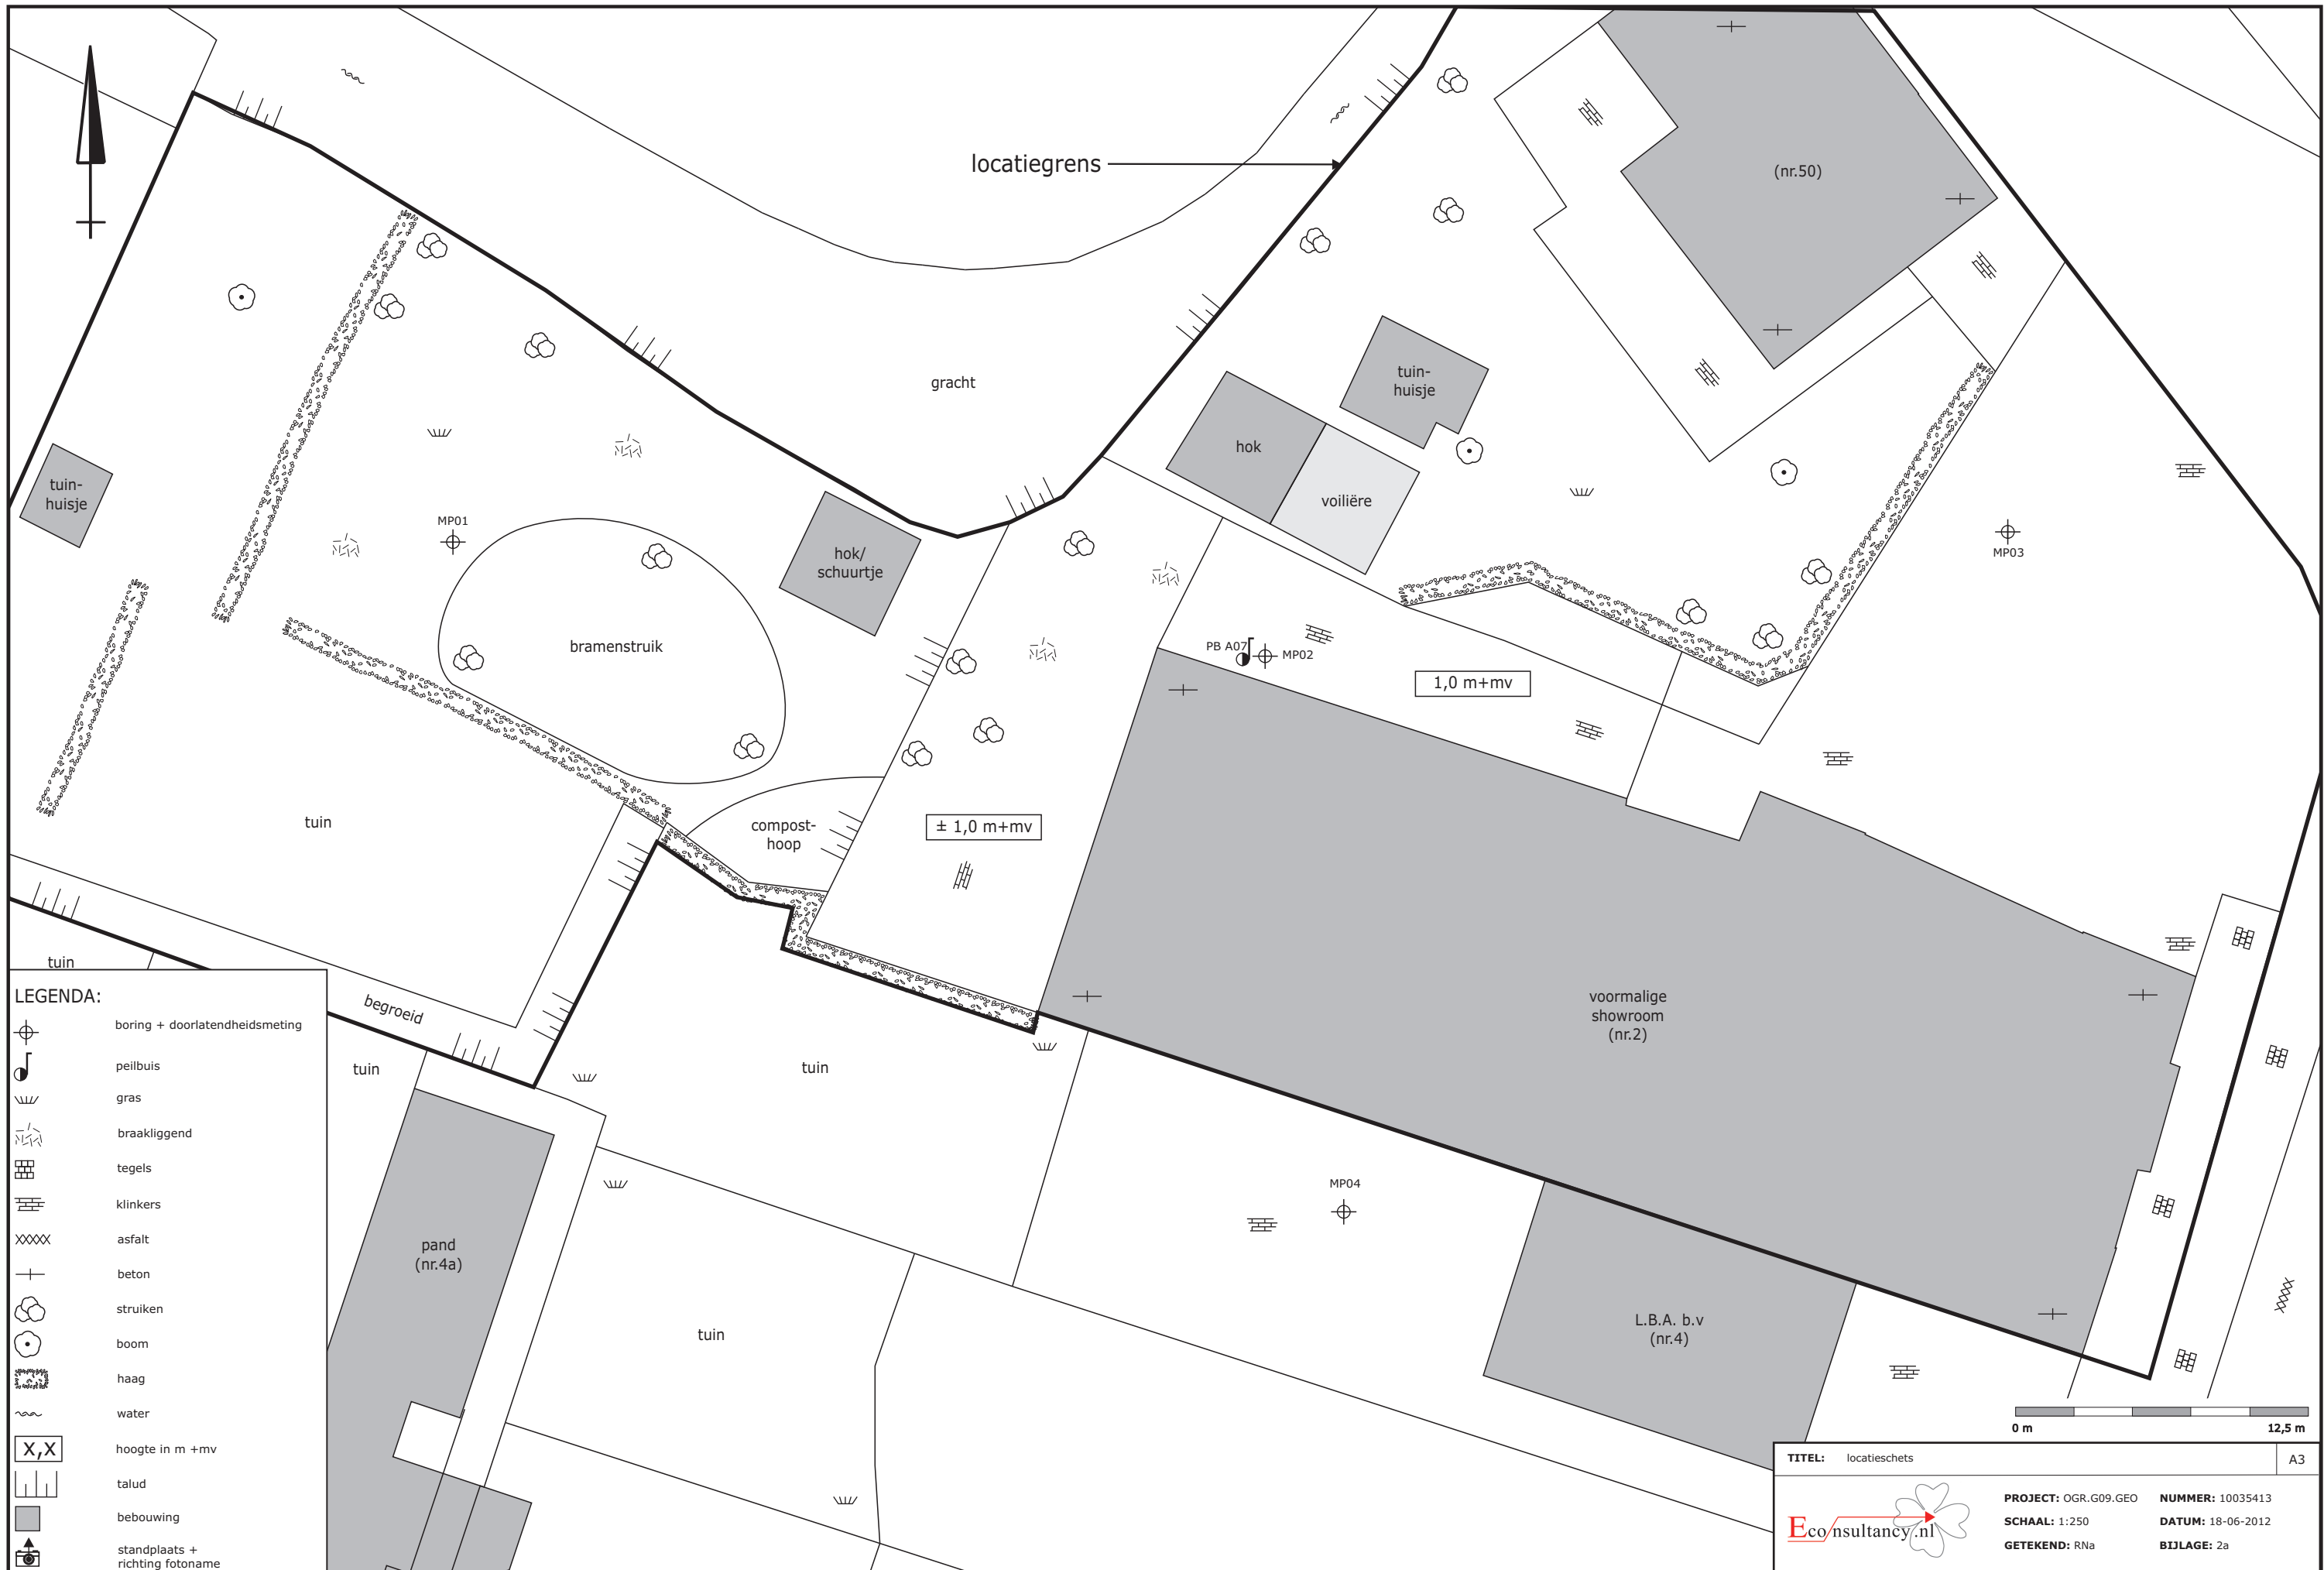 locatiegrens
(nr.50)
gracht
tuin-
huisje
hok
voiliëre
tuin-
huisje
MP01
hok/
schuurtje
MP03
bramenstruik
PB A07
MP02
1,0 m+mv
tuin
compost-
hoop
± 1,0 m+mv
tuin
begroeid
voormalige
showroom
(nr.2)
tuin
tuin
MP04
pand
(nr.4a)
tuin
L.B.A. b.v
(nr.4)
LEGENDA:
boring + doorlatendheidsmeting
peilbuis
gras
braakliggend
tegels
klinkers
asfalt
beton
struiken
boom
haag
water
X,X hoogte in m +mv
talud
bebouwing
standplaats +
richting fotoname
0 m 12,5 m
TITEL: locatieschets A3
Econsultancy.nl
PROJECT: OGR.G09.GEO NUMMER: 10035413
SCHAAL: 1:250 DATUM: 18-06-2012
GETEKEND: RNa BIJLAGE: 2a